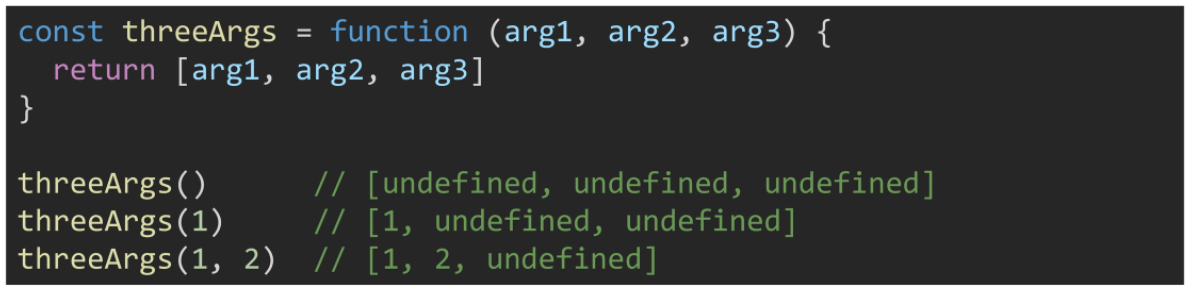 const threeArgs = function (arg1, arg2, arg3) {
  return [arg1, arg2, arg3]
}

threeArgs()      // [undefined, undefined, undefined]
threeArgs(1)     // [1, undefined, undefined]
threeArgs(1, 2)  // [1, 2, undefined]